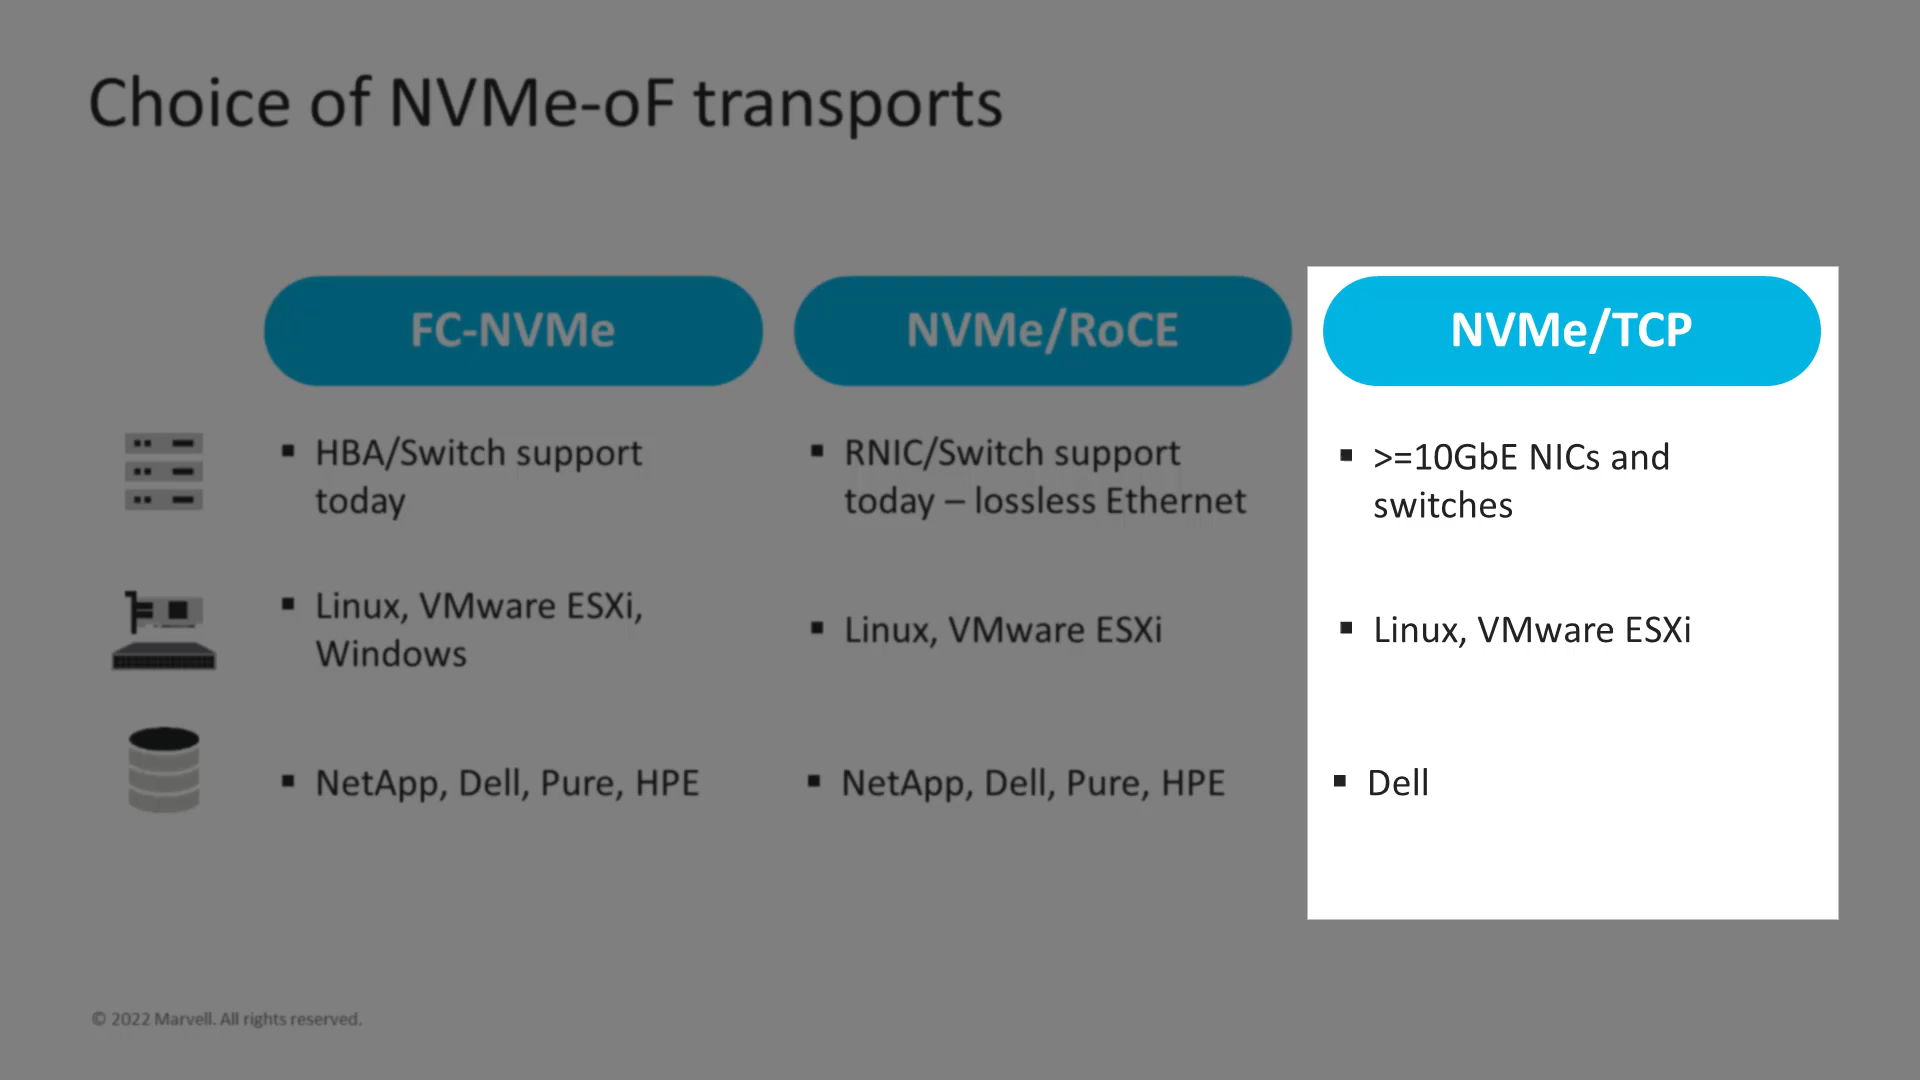 Choice of NVMe-oF transports
FC-NVMe
▪ HBA/Switch support
today
▪ Linux, VMware ESXi,
Windows
▪ NetApp, Dell, Pure, HPE
NVMe/RoCE
▪ RNIC/Switch support
today – lossless Ethernet
▪ Linux, VMware ESXi
▪ NetApp, Dell, Pure, HPE
NVMe/TCP
▪ >=10GbE NICs and
switches
▪ Linux, VMware ESXi
▪ Dell
© 2022 Marvell. All rights reserved.